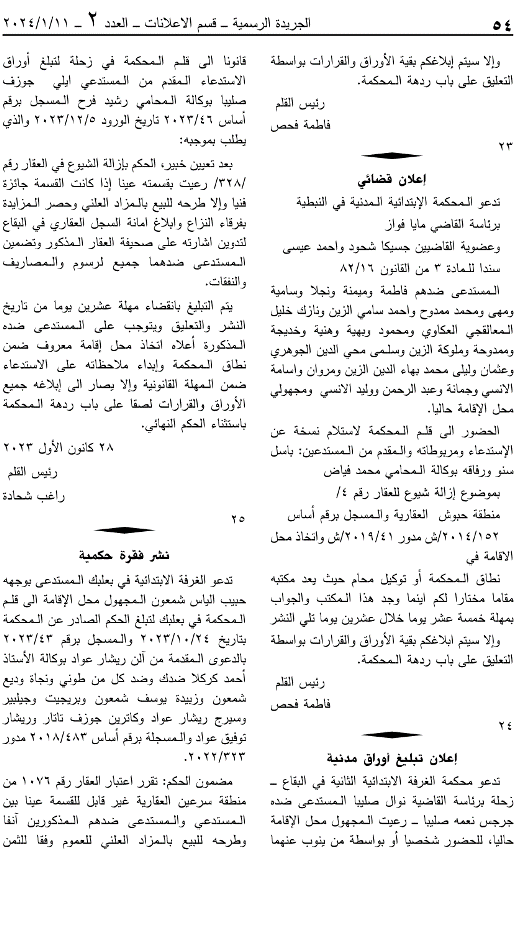 ٥٤
الجريدة الرسمية ــ قسم الاعلانات ــ العدد ٢ ــ ٢٠٢٤/١/١١
وإلا سيتم إبلاغكم بقية الأوراق والقرارات بواسطة
التعليق على باب ردهة المحكمة.
رئيس القلم
فاطمة فحص
٢٣
إعلان قضائي
تدعو المحكمة الإبتدائية المدنية في النبطية
برئاسة القاضي مايا فواز
وعضوية القاضيين جسيكا شحود واحمد عيسى
سندا للمادة ٣ من القانون ٨٢/١٦
المستدعى ضدهم فاطمة وميمنة ونجلا وسامية
ومهى ومحمد ممدوح واحمد سامي الزين ونازك خليل
المعالقجي العكاوي ومحمود وبهية وهنية وخديجة
وممدوحة وملوكة الزين وسلمى محي الدين الجوهري
وعثمان وليلى محمد بهاء الدين الزين ومروان واسامة
الانسي وجمانة وعبد الرحمن ووليد الانسي ومجهولي
محل الإقامة حاليا.
الحضور الى قلم المحكمة لاستلام نسخة عن
الإستدعاء ومربوطاته والمقدم من المستدعين: باسل
سنو ورفاقه بوكالة المحامي محمد فياض
بموضوع إزالة شيوع للعقار رقم ٤/
منطقة حبوش العقارية والمسجل برقم أساس
٢٠١٤/١٥٢/ش مدور ٢٠١٩/٤١/ش واتخاذ محل
الاقامة في
نطاق المحكمة أو توكيل محام حيث يعد مكتبه
مقاما مختارا لكم اينما وجد هذا المكتب والجواب
بمهلة خمسة عشر يوما خلال عشرين يوما تلي النشر
وإلا سيتم ابلاغكم بقية الأوراق والقرارات بواسطة
التعليق على باب ردهة المحكمة.
رئيس القلم
فاطمة فحص
٢٤
إعلان تبليغ أوراق مدنية
تدعو محكمة الغرفة الابتدائية الثانية في البقاع ــ
زحلة برئاسة القاضية نوال صليبا المستدعى ضده
جرجس نعمه صليبا ــ رعيت المجهول محل الإقامة
حاليا، للحضور شخصيا أو بواسطة من ينوب عنهما
قانونا الى قلم المحكمة في زحلة لتبلغ أوراق
الاستدعاء المقدم من المستدعي ايلي جوزف
صليبا بوكالة المحامي رشيد فرح المسجل برقم
أساس ٢٠٢٣/٤٦ تاريخ الورود ٢٠٢٣/١٢/٥ والذي
يطلب بموجبه:
بعد تعيين خبير، الحكم بإزالة الشيوع في العقار رقم
/٣٢٨/ رعيت بقسمته عينا إذا كانت القسمة جائزة
فنيا وإلا طرحه للبيع بالمزاد العلني وحصر المزايدة
بفرقاء النزاع وابلاغ امانة السجل العقاري في البقاع
لتدوين اشارته على صحيفة العقار المذكور وتضمين
المستدعى ضدهما جميع لرسوم والمصاريف
والنفقات.
يتم التبليغ بانقضاء مهلة عشرين يوما من تاريخ
النشر والتعليق ويتوجب على المستدعى ضده
المذكورة أعلاه اتخاذ محل إقامة معروف ضمن
نطاق المحكمة وإبداء ملاحظاته على الاستدعاء
ضمن المهلة القانونية وإلا يصار الى إبلاغه جميع
الأوراق والقرارات لصقا على باب ردهة المحكمة
باستثناء الحكم النهائي.
٢٨ كانون الأول ٢٠٢٣
رئيس القلم
راغب شحادة
٢٥
نشر فقرة حكمية
تدعو الغرفة الابتدائية في بعلبك المستدعى بوجهه
حبيب الياس شمعون المجهول محل الإقامة الى قلم
المحكمة في بعلبك لتبلغ الحكم الصادر عن المحكمة
بتاريخ ٢٠٢٣/١٠/٢٤ والمسجل برقم ٢٠٢٣/٤٣
بالدعوى المقدمة من آلن ريشار عواد بوكالة الأستاذ
أحمد كركلا ضدك وضد كل من طوني ونجاة وديع
شمعون وزبيدة يوسف شمعون وبريجيت وجيلبير
وسيرج ريشار عواد وكاترين جوزف تاتار وريشار
توفيق عواد والمسجلة برقم أساس ٢٠١٨/٤٨٣ مدور
٢٠٢٢/٣٢٣.
مضمون الحكم: تقرر اعتبار العقار رقم ١٠٧٦ من
منطقة سرعين العقارية غير قابل للقسمة عينا بين
المستدعي والمستدعى ضدهم المذكورين آنفا
وطرحه للبيع بالمزاد العلني للعموم وفقا للثمن